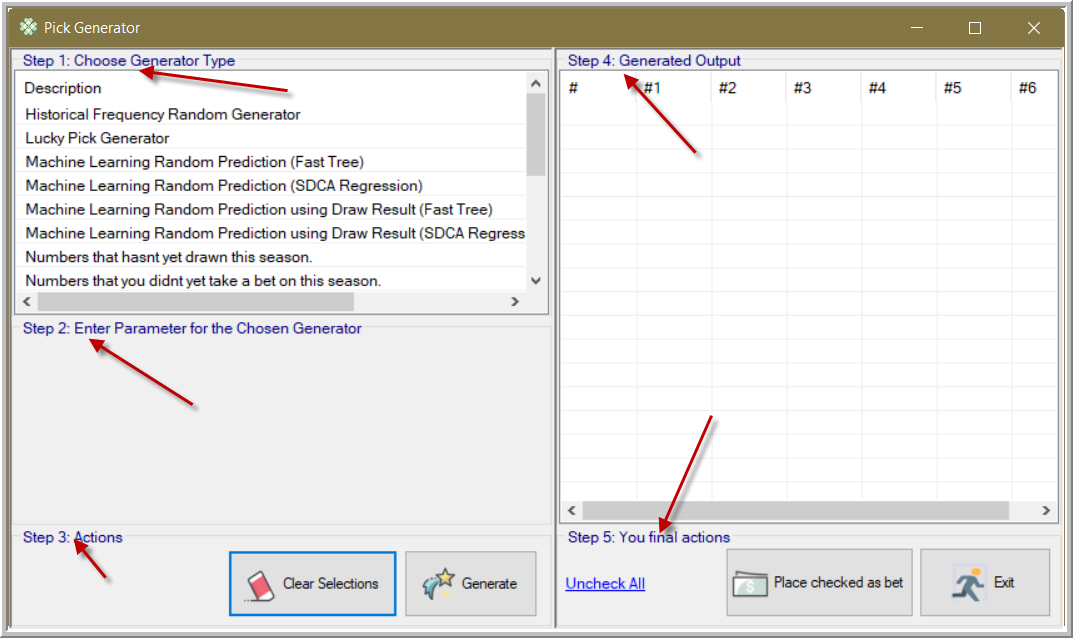 Pick Generator
Step 1: Choose Generator Type
Description
Historical Frequency Random Generator
Lucky Pick Generator
Machine Learning Random Prediction (Fast Tree)
Machine Learning Random Prediction (SDCA Regression)
Machine Learning Random Prediction using Draw Result (Fast Tree)
Machine Learning Random Prediction using Draw Result (SDCA Regress
Numbers that hasnt yet drawn this season.
Numbers that you didnt yet take a bet on this season.
Step 2: Enter Parameter for the Chosen Generator
Step 3: Actions
Clear Selections
Generate
Step 4: Generated Output
# #1 #2 #3 #4 #5 #6
Step 5: You final actions
Uncheck All
Place checked as bet
Exit